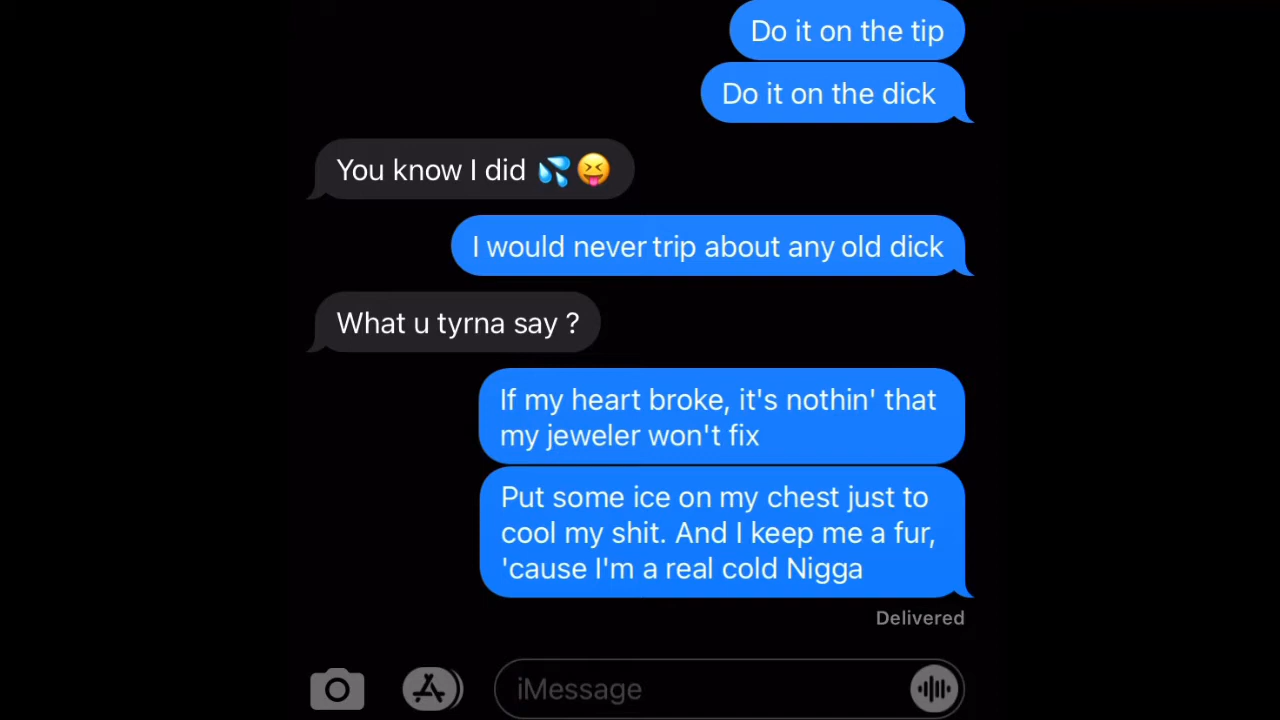 Do it on the tip
Do it on the dick
You know I did 💦😝
I would never trip about any old dick
What u tyrna say ?
If my heart broke, it's nothin' that
my jeweler won't fix
Put some ice on my chest just to
cool my shit. And I keep me a fur,
'cause I'm a real cold Nigga
Delivered
iMessage